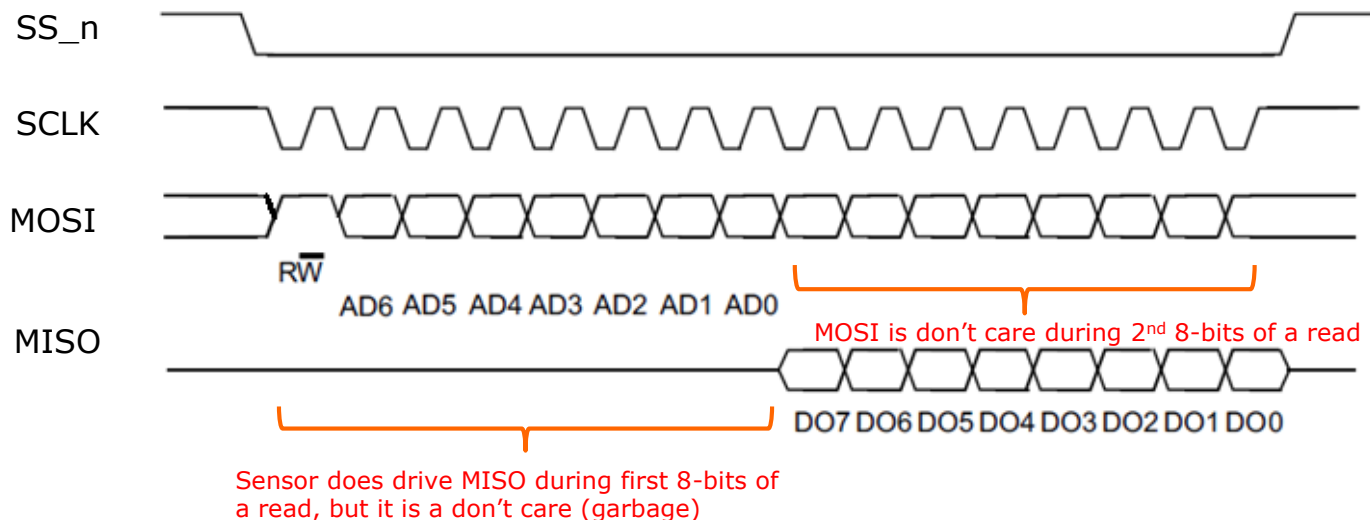 SS_n
SCLK
MOSI
RW̅
AD6 AD5 AD4 AD3 AD2 AD1 AD0
MOSI is don’t care during 2nd 8-bits of a read
MISO
DO7 DO6 DO5 DO4 DO3 DO2 DO1 DO0
Sensor does drive MISO during first 8-bits of
a read, but it is a don’t care (garbage)